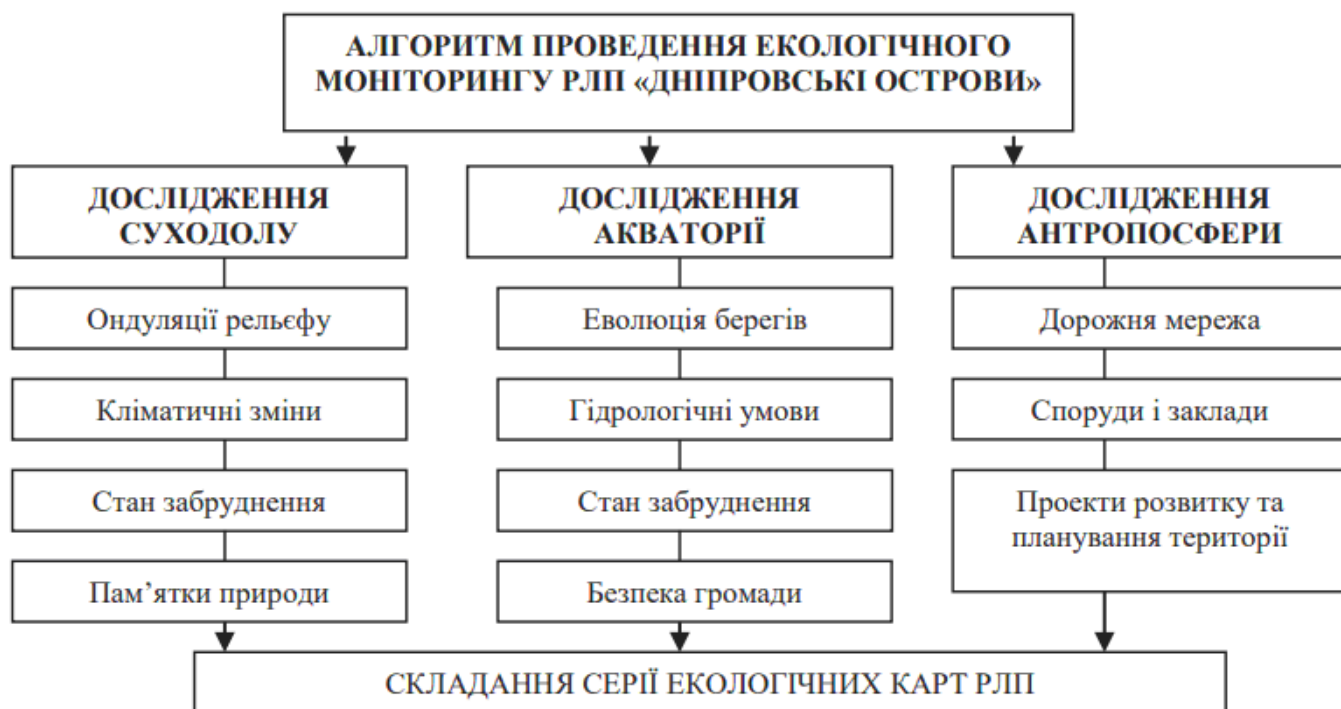 АЛГОРИТМ ПРОВЕДЕННЯ ЕКОЛОГІЧНОГО
МОНІТОРИНГУ РЛП «ДНІПРОВСЬКІ ОСТРОВИ»
ДОСЛІДЖЕННЯ
СУХОДОЛУ
Ондуляції рельєфу
Кліматичні зміни
Стан забруднення
Пам’ятки природи
ДОСЛІДЖЕННЯ
АКВАТОРІЇ
Еволюція берегів
Гідрологічні умови
Стан забруднення
Безпека громади
ДОСЛІДЖЕННЯ
АНТРОПОСФЕРИ
Дорожня мережа
Споруди і заклади
Проекти розвитку та
планування території
СКЛАДАННЯ СЕРІЇ ЕКОЛОГІЧНИХ КАРТ РЛП